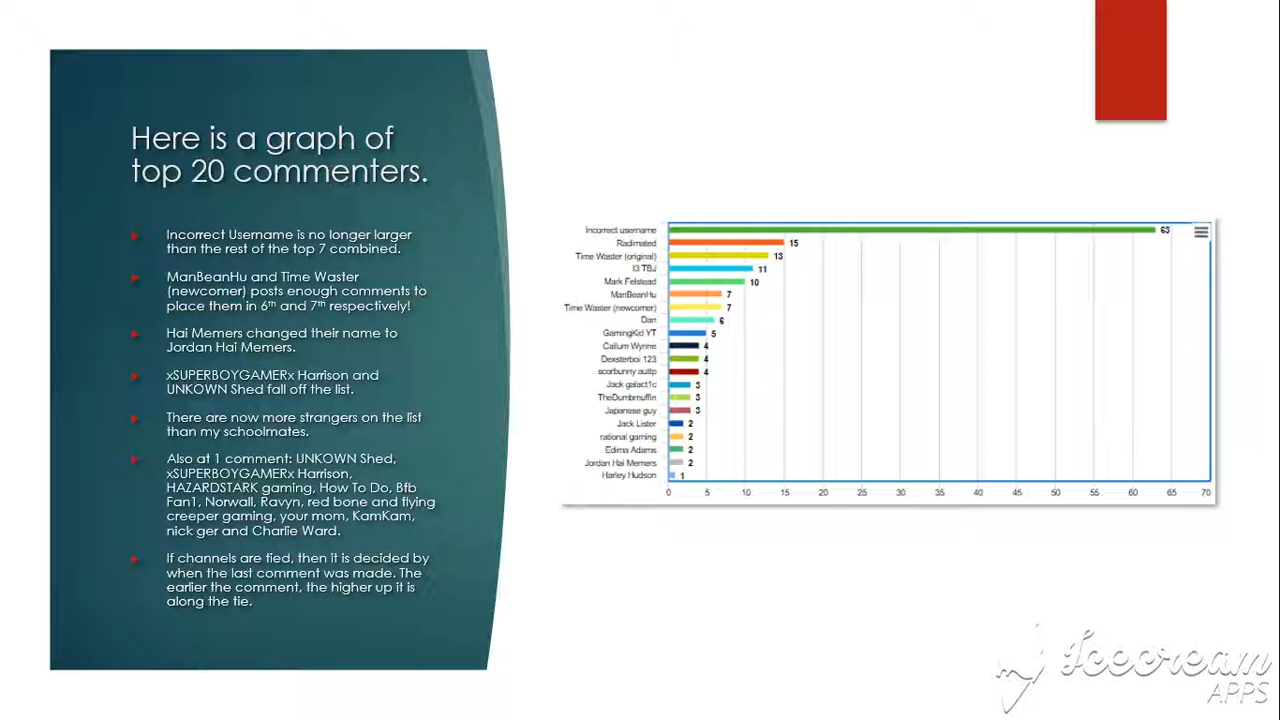 Here is a graph of
top 20 commenters.
Incorrect Username is no longer larger
than the rest of the top 7 combined.
ManBeanHu and Time Waster
(newcomer) posts enough comments to
place them in 6th and 7th respectively!
Hai Memers changed their name to
Jordan Hai Memers.
xSUPERBOYGAMERx Harrison and
UNKOWN Shed fall off the list.
There are now more strangers on the list
than my schoolmates.
Also at 1 comment: UNKOWN Shed,
xSUPERBOYGAMERx Harrison,
HAZARDSTARK gaming, How To Do, Bfb
Fan1, Norwall, Ravyn, red bone and flying
creeper gaming, your mom, KamKam,
nick ger and Charlie Ward.
If channels are tied, then it is decided by
when the last comment was made. The
earlier the comment, the higher up it is
along the tie.
Incorrect username 63
Radimated 15
Time Waster (original) 13
II3 TBJ 11
Mark Felstead 10
ManBeanHu 7
Time Waster (newcomer) 7
Dan 6
GamingKid YT 5
Callum Wynne 4
Dexsterboi 123 4
scorbunny auttp 4
Jack galact1c 3
TheDumbmuffin 3
Japanese guy 3
Jack Lister 2
rational gaming 2
Edima Adams 2
Jordan Hai Memers 2
Harley Hudson 1
0 5 10 15 20 25 30 35 40 45 50 55 60 65 70
Icecream
APPS